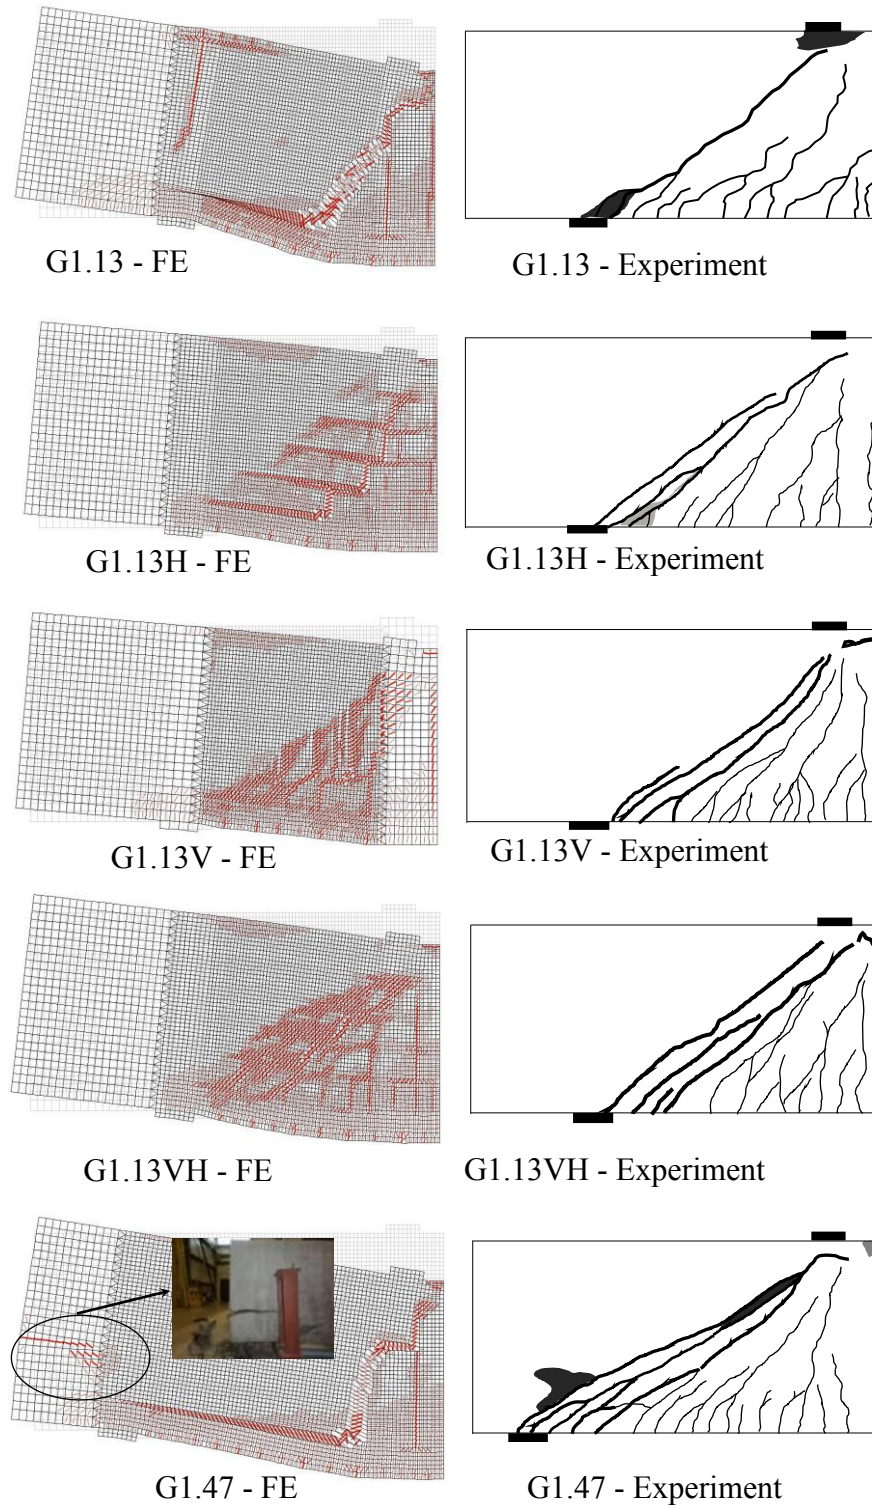 G1.13 - FE
G1.13 - Experiment
G1.13H - FE
G1.13H - Experiment
G1.13V - FE
G1.13V - Experiment
G1.13VH - FE
G1.13VH - Experiment
G1.47 - FE
G1.47 - Experiment